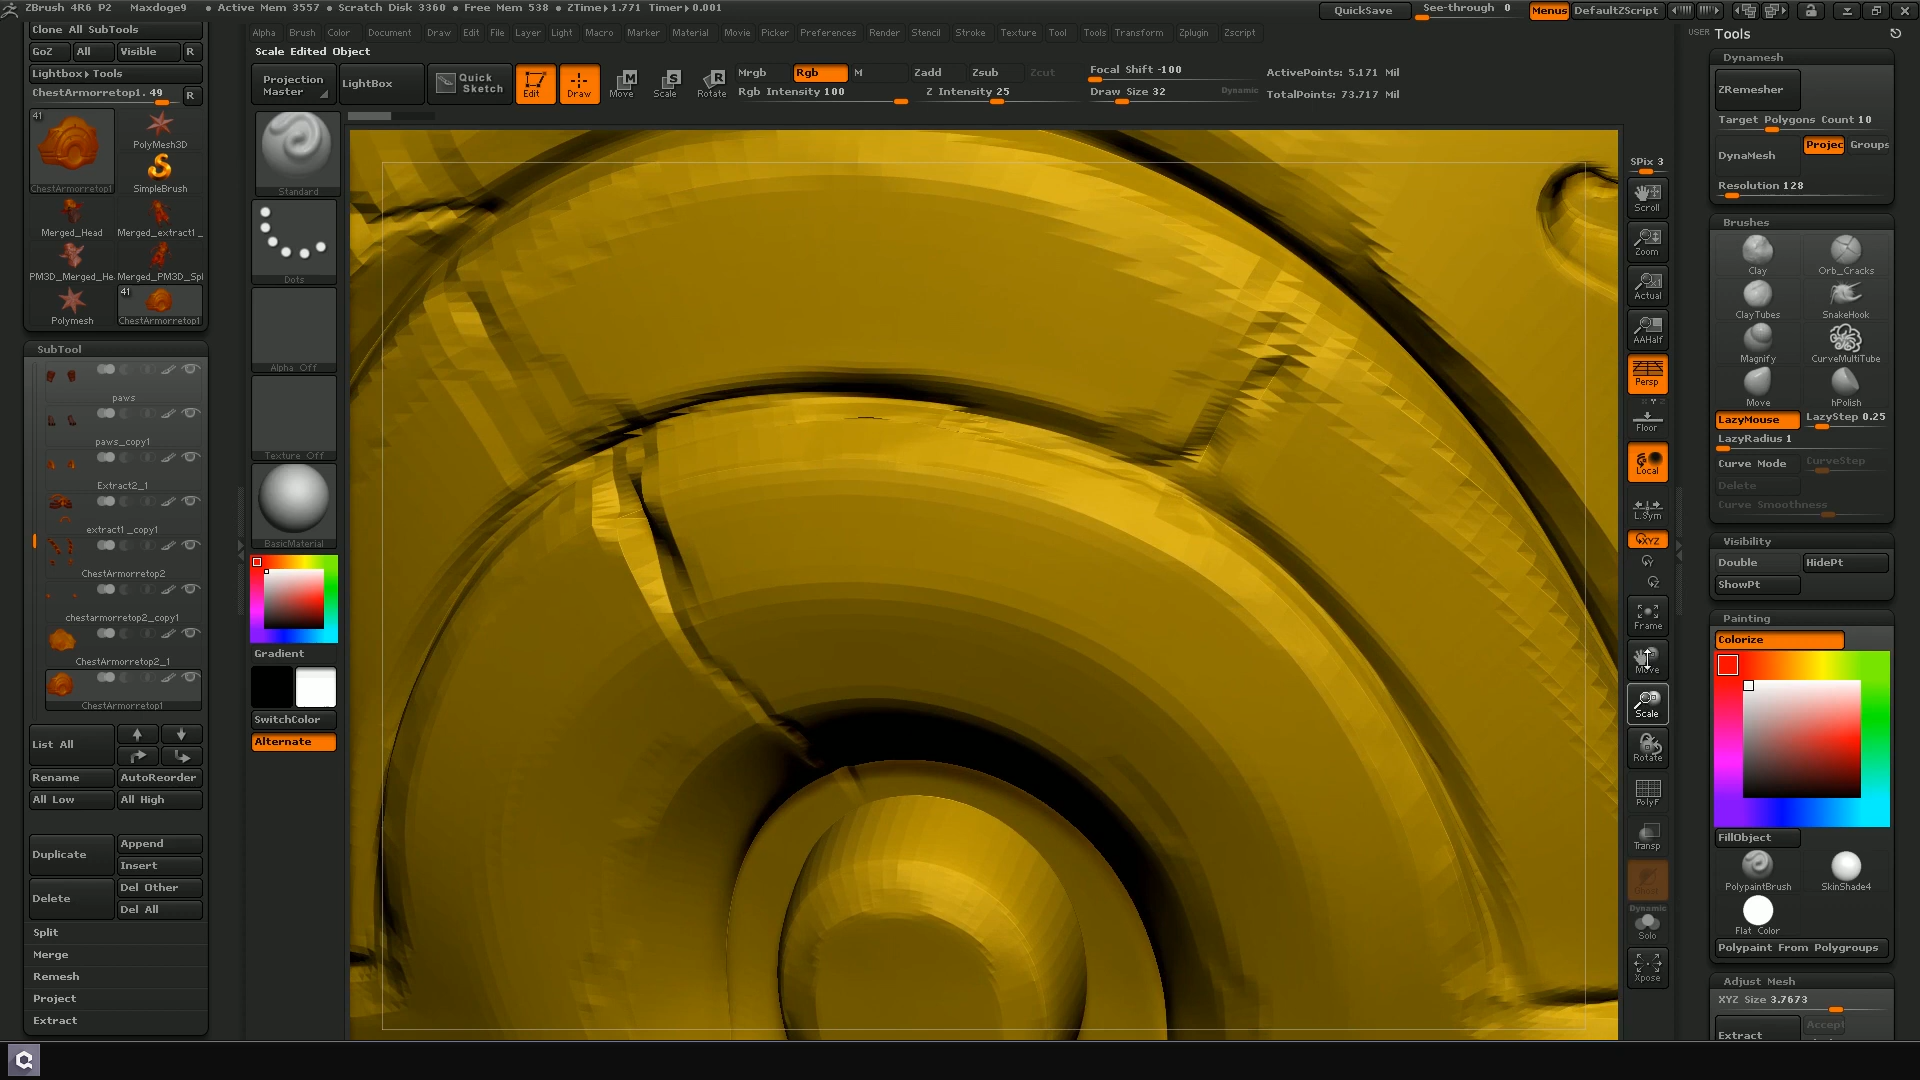 ZBrush 4R6 P2 Maxdoge9 • Active Mem 3557 • Scratch Disk 3360 • Free Mem 538 • ZTime▸1.771 Timer▸0.001
QuickSave See-through 0 Menus DefaultZScript
Alpha Brush Color Document Draw Edit File Layer Light Macro Marker Material Movie Picker Preferences Render Stencil Stroke Texture Tool Tools Transform Zplugin Zscript
Scale Edited Object
Clone All SubTools
GoZ All Visible R
Lightbox▸Tools
ChestArmorretop1. 49 R
41
ChestArmorretop1
PolyMesh3D
SimpleBrush
Merged_Head Merged_extract1_
PM3D_Merged_He Merged_PM3D_Spl
Polymesh
41
ChestArmorretop1
SubTool
paws
paws_copy1
Extract2_1
extract1_copy1
ChestArmorretop2
chestarmorretop2_copy1
ChestArmorretop2_1
ChestArmorretop1
List All
Rename AutoReorder
All Low All High
Duplicate Append
Insert
Delete Del Other
Del All
Split
Merge
Remesh
Project
Extract
Projection Master
LightBox
Quick Sketch
Edit Draw Move Scale Rotate
Mrgb Rgb M
Rgb Intensity 100
Zadd Zsub Zcut
Z Intensity 25
Focal Shift -100
Draw Size 32 Dynamic
ActivePoints: 5.171 Mil
TotalPoints: 73.717 Mil
Standard
Dots
Alpha Off
Texture Off
BasicMaterial
Gradient
SwitchColor
Alternate
SPix 3
Scroll
Zoom
Actual
AAHalf
Persp
Floor
Local
L.Sym
XYZ
Frame
Move
Scale
Rotate
PolyF
Transp
Dynamic
Solo
Xpose
USER Tools
Dynamesh
ZRemesher
Target Polygons Count 10
DynaMesh Projec Groups
Resolution 128
Brushes
Clay Orb_Cracks
ClayTubes SnakeHook
Magnify CurveMultiTube
Move hPolish
LazyMouse LazyStep 0.25
LazyRadius 1
Curve Mode CurveStep
Delete
Curve Smoothness
Visibility
Double HidePt
ShowPt
Painting
Colorize
FillObject
PolypaintBrush SkinShade4
Flat Color
Polypaint From Polygroups
Adjust Mesh
XYZ Size 3.7673
Extract Accept